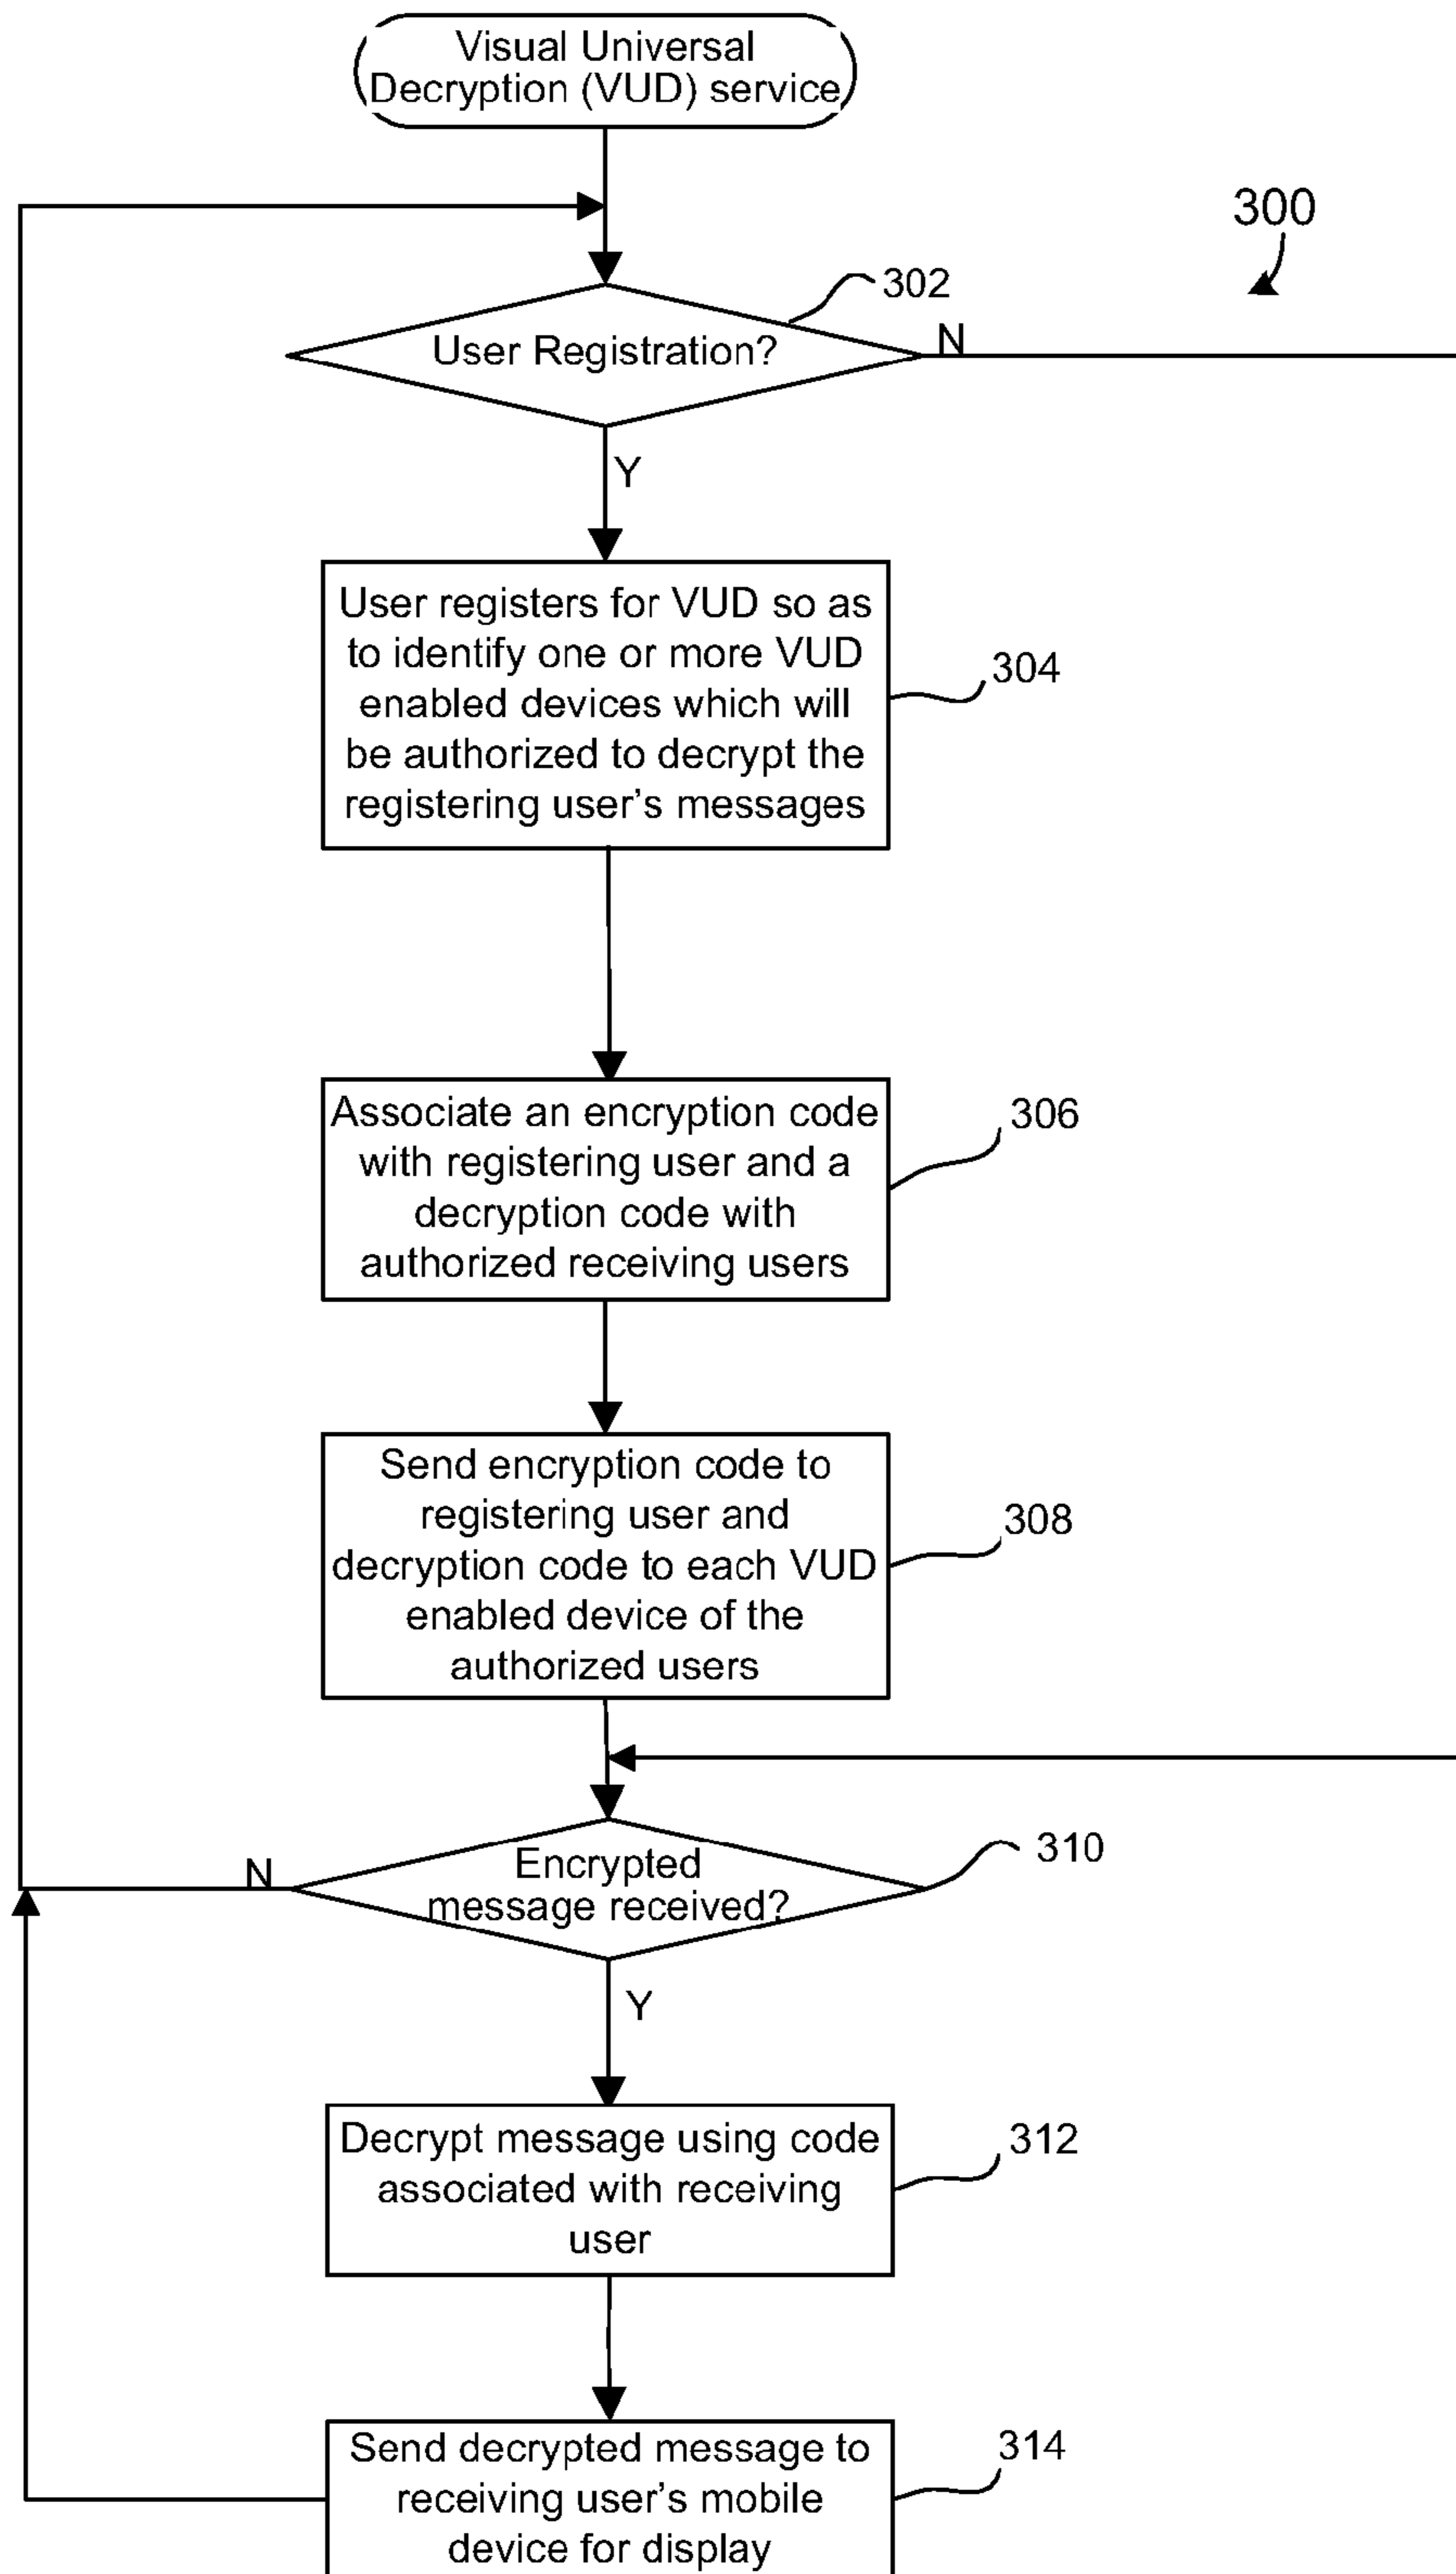 Visual Universal
Decryption (VUD) service
300
302
User Registration?
N
Y
User registers for VUD so as
to identify one or more VUD
enabled devices which will
be authorized to decrypt the
registering user's messages
304
Associate an encryption code
with registering user and a
decryption code with
authorized receiving users
306
Send encryption code to
registering user and
decryption code to each VUD
enabled device of the
authorized users
308
Encrypted
message received?
310
N
Y
Decrypt message using code
associated with receiving
user
312
Send decrypted message to
receiving user's mobile
device for display
314